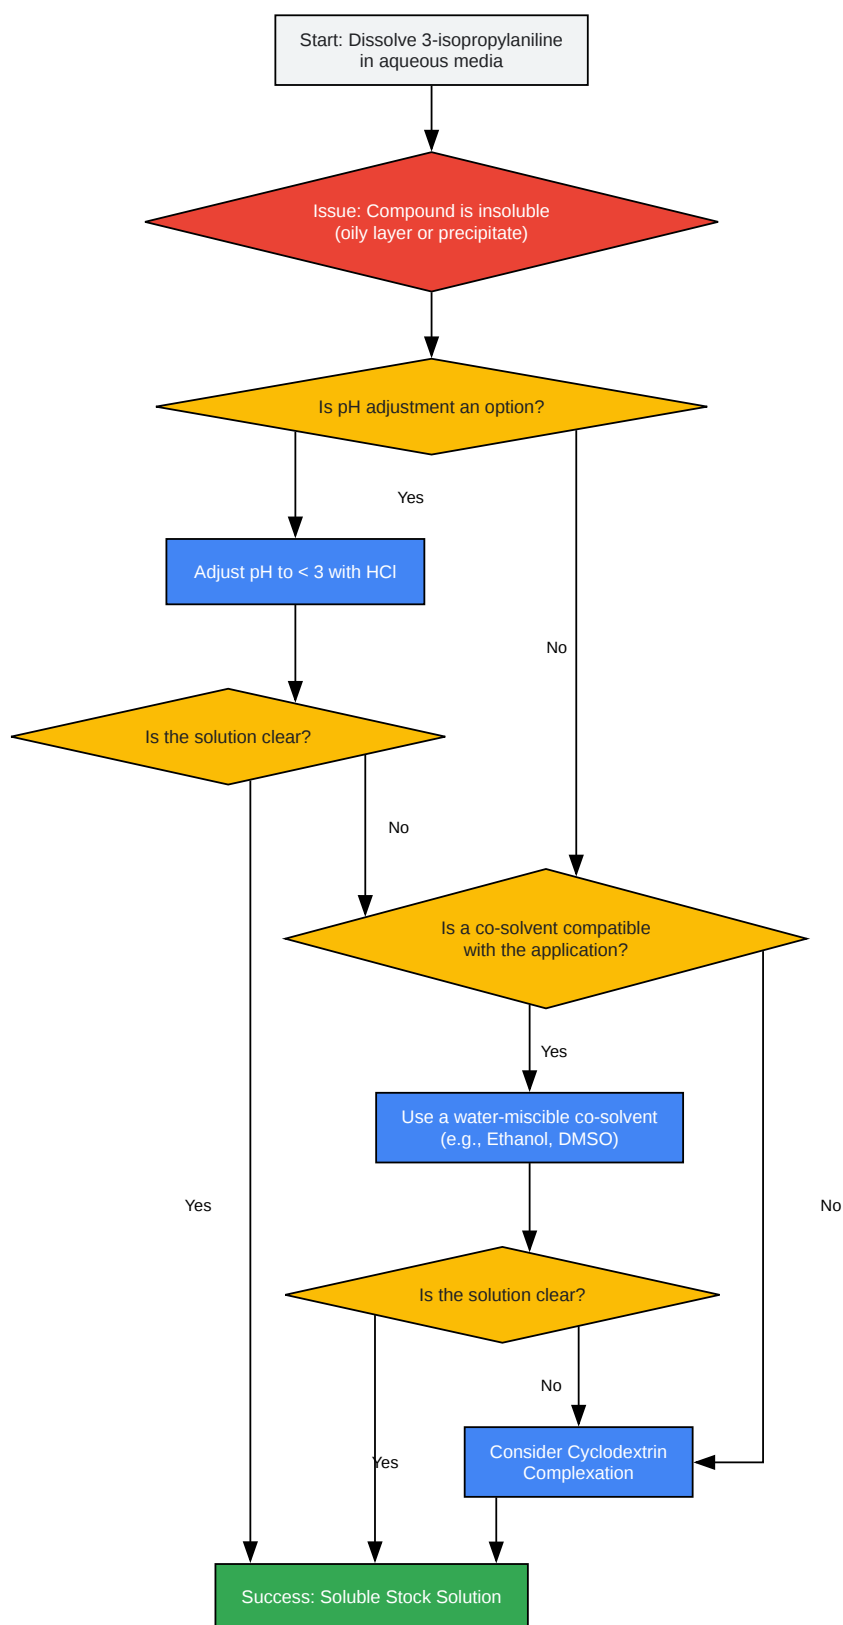 Start: Dissolve 3-isopropylaniline
in aqueous media
Issue: Compound is insoluble
(oily layer or precipitate)
Is pH adjustment an option?
Yes
Adjust pH to < 3 with HCl
No
Is the solution clear?
No
Is a co-solvent compatible
with the application?
Yes
Use a water-miscible co-solvent
(e.g., Ethanol, DMSO)
Yes
No
Is the solution clear?
No
Consider Cyclodextrin
Complexation
Yes
Success: Soluble Stock Solution